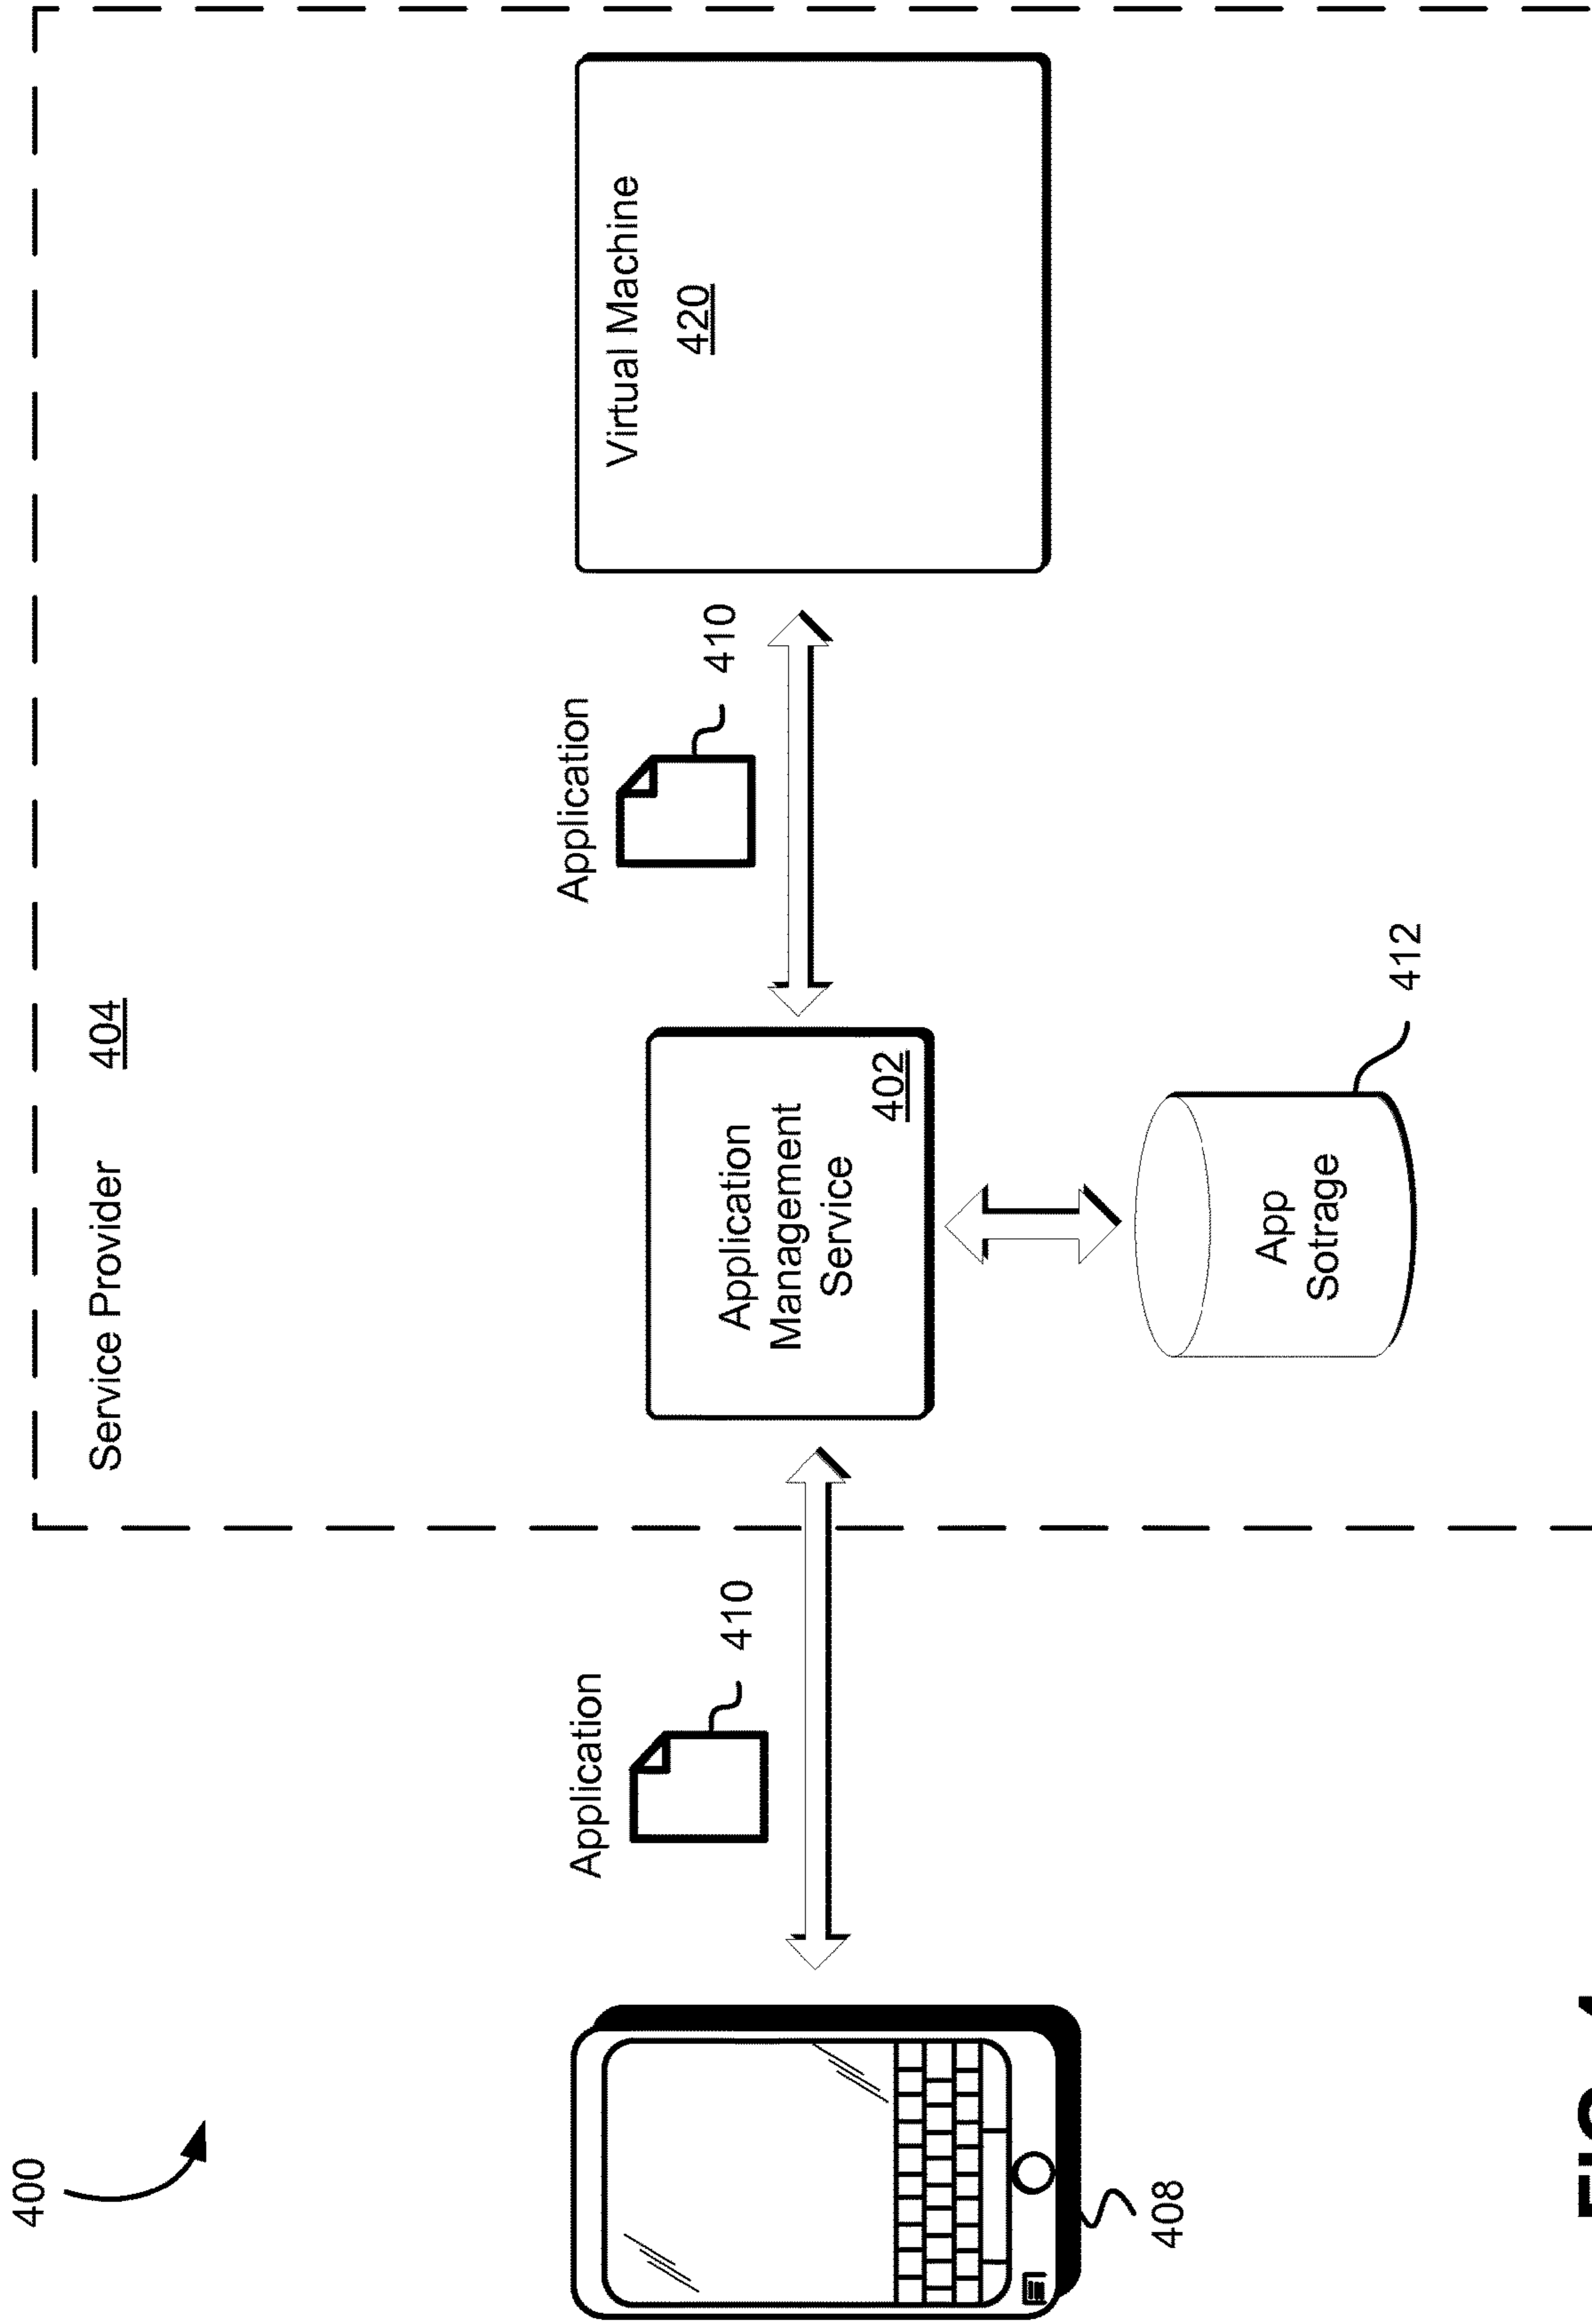 400
Service Provider 404
Application
410
Application
410
Virtual Machine
420
Application
Management
Service
402
App
Sotrage
412
408